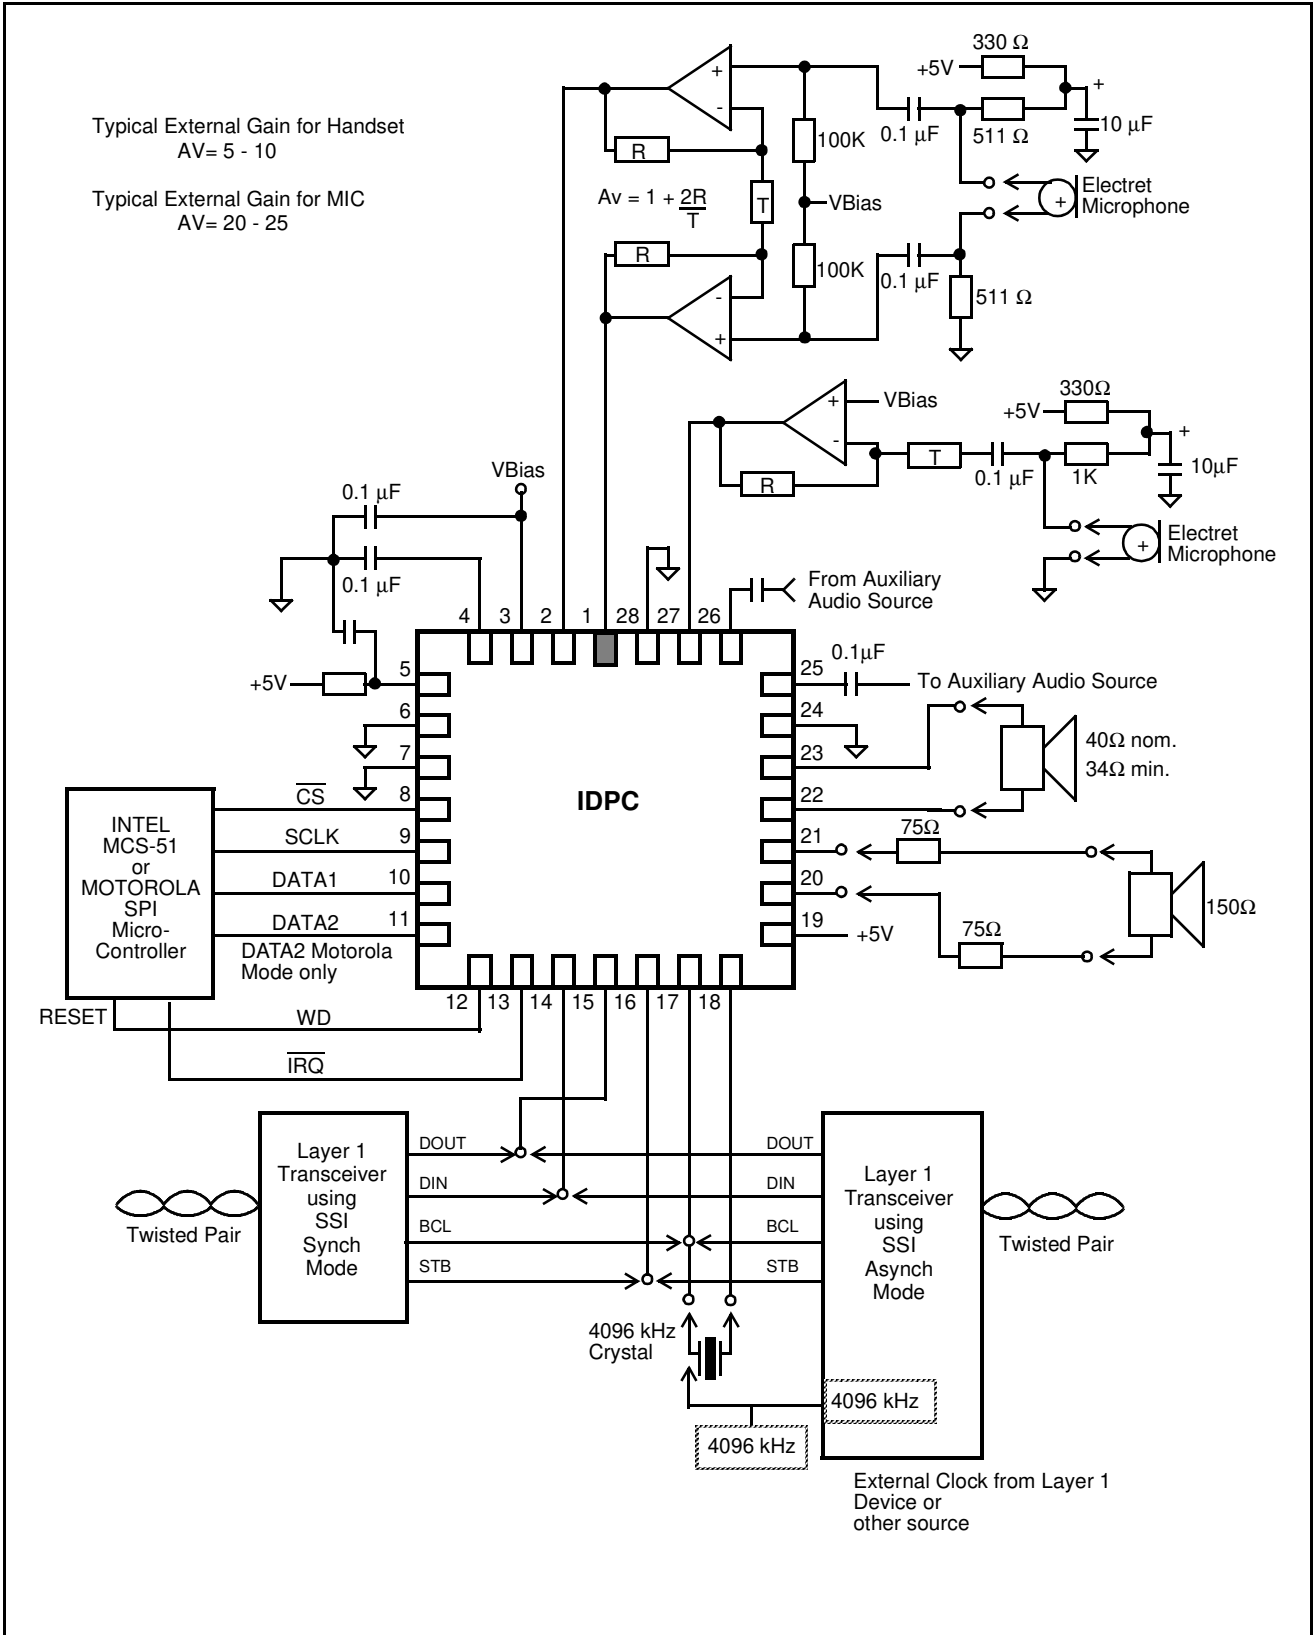 330 Ω
+5V
+
+
-
0.1 µF
511 Ω
10 µF
Typical External Gain for Handset
AV= 5 - 10
100K
R
Electret
Microphone
+
Typical External Gain for MIC
AV= 20 - 25
Av = 1 + 2R
T
T
VBias
R
100K
0.1 µF
511 Ω
-
+
330Ω
+5V
+
VBias
+
-
T
0.1 µF
1K
10µF
R
VBias
0.1 µF
0.1 µF
Electret
Microphone
+
From Auxiliary
Audio Source
4
3
2
1
28
27
26
+5V
5
6
7
8
9
10
11
25
24
23
22
21
20
19
0.1µF
To Auxiliary Audio Source
40Ω nom.
34Ω min.
IDPC
75Ω
150Ω
75Ω
+5V
INTEL
MCS-51
or
MOTOROLA
SPI
Micro-
Controller
CS
SCLK
DATA1
DATA2
DATA2 Motorola
Mode only
12
13
14
15
16
17
18
RESET
WD
IRQ
Layer 1
Transceiver
using
SSI
Synch
Mode
DOUT
DIN
BCL
STB
DOUT
DIN
BCL
STB
Layer 1
Transceiver
using
SSI
Asynch
Mode
Twisted Pair
Twisted Pair
4096 kHz
Crystal
4096 kHz
4096 kHz
External Clock from Layer 1
Device or
other source